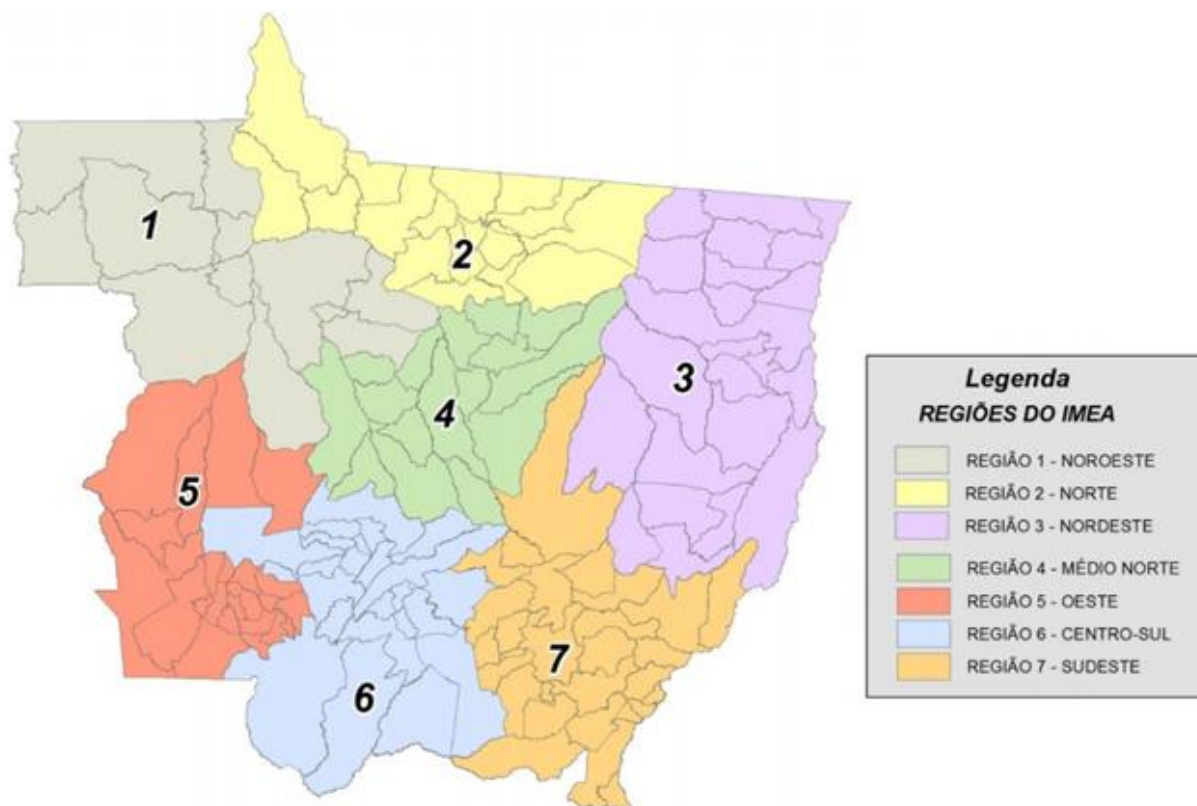 1
2
3
4
5
6
7
Legenda
REGIÕES DO IMEA
REGIÃO 1 - NOROESTE
REGIÃO 2 - NORTE
REGIÃO 3 - NORDESTE
REGIÃO 4 - MÉDIO NORTE
REGIÃO 5 - OESTE
REGIÃO 6 - CENTRO-SUL
REGIÃO 7 - SUDESTE